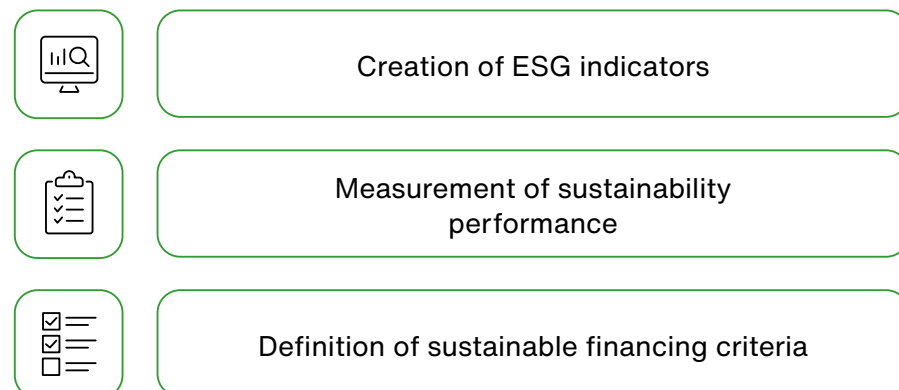 Creation of ESG indicators
Measurement of sustainability
performance
Definition of sustainable financing criteria